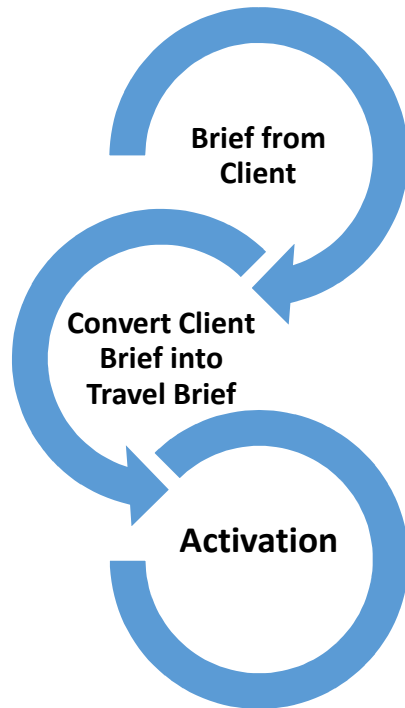 Brief from
Client
Convert Client
Brief into
Travel Brief
Activation